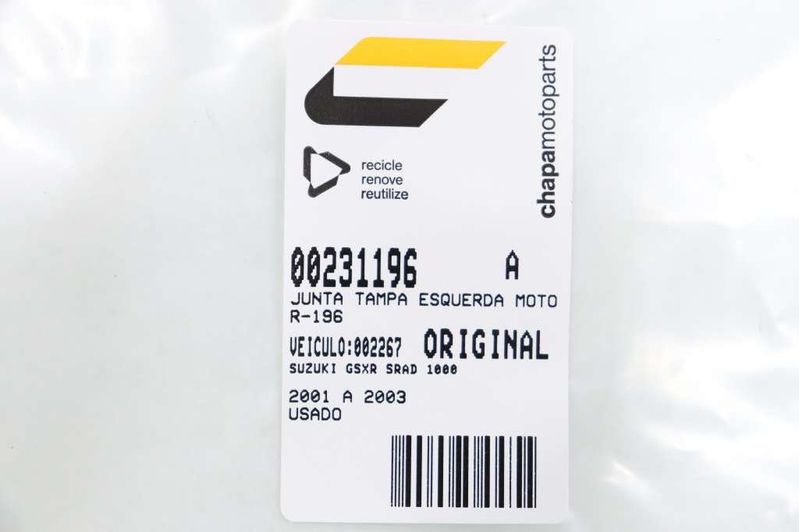 chapamotoparts
recicle
renove
reutilize
00231196 A
JUNTA TAMPA ESQUERDA MOTO
R-196
VEICULO:002267 ORIGINAL
SUZUKI GSXR SRAD 1000
2001 A 2003
USADO